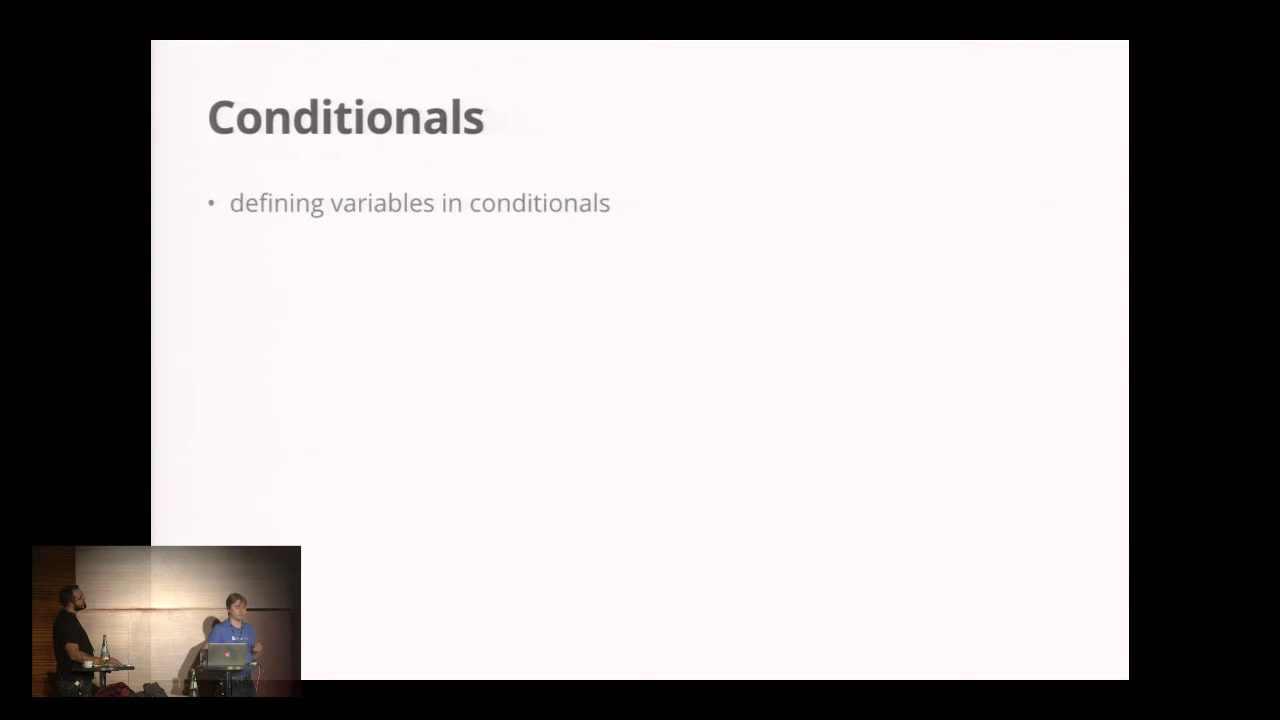 Conditionals
• defining variables in conditionals